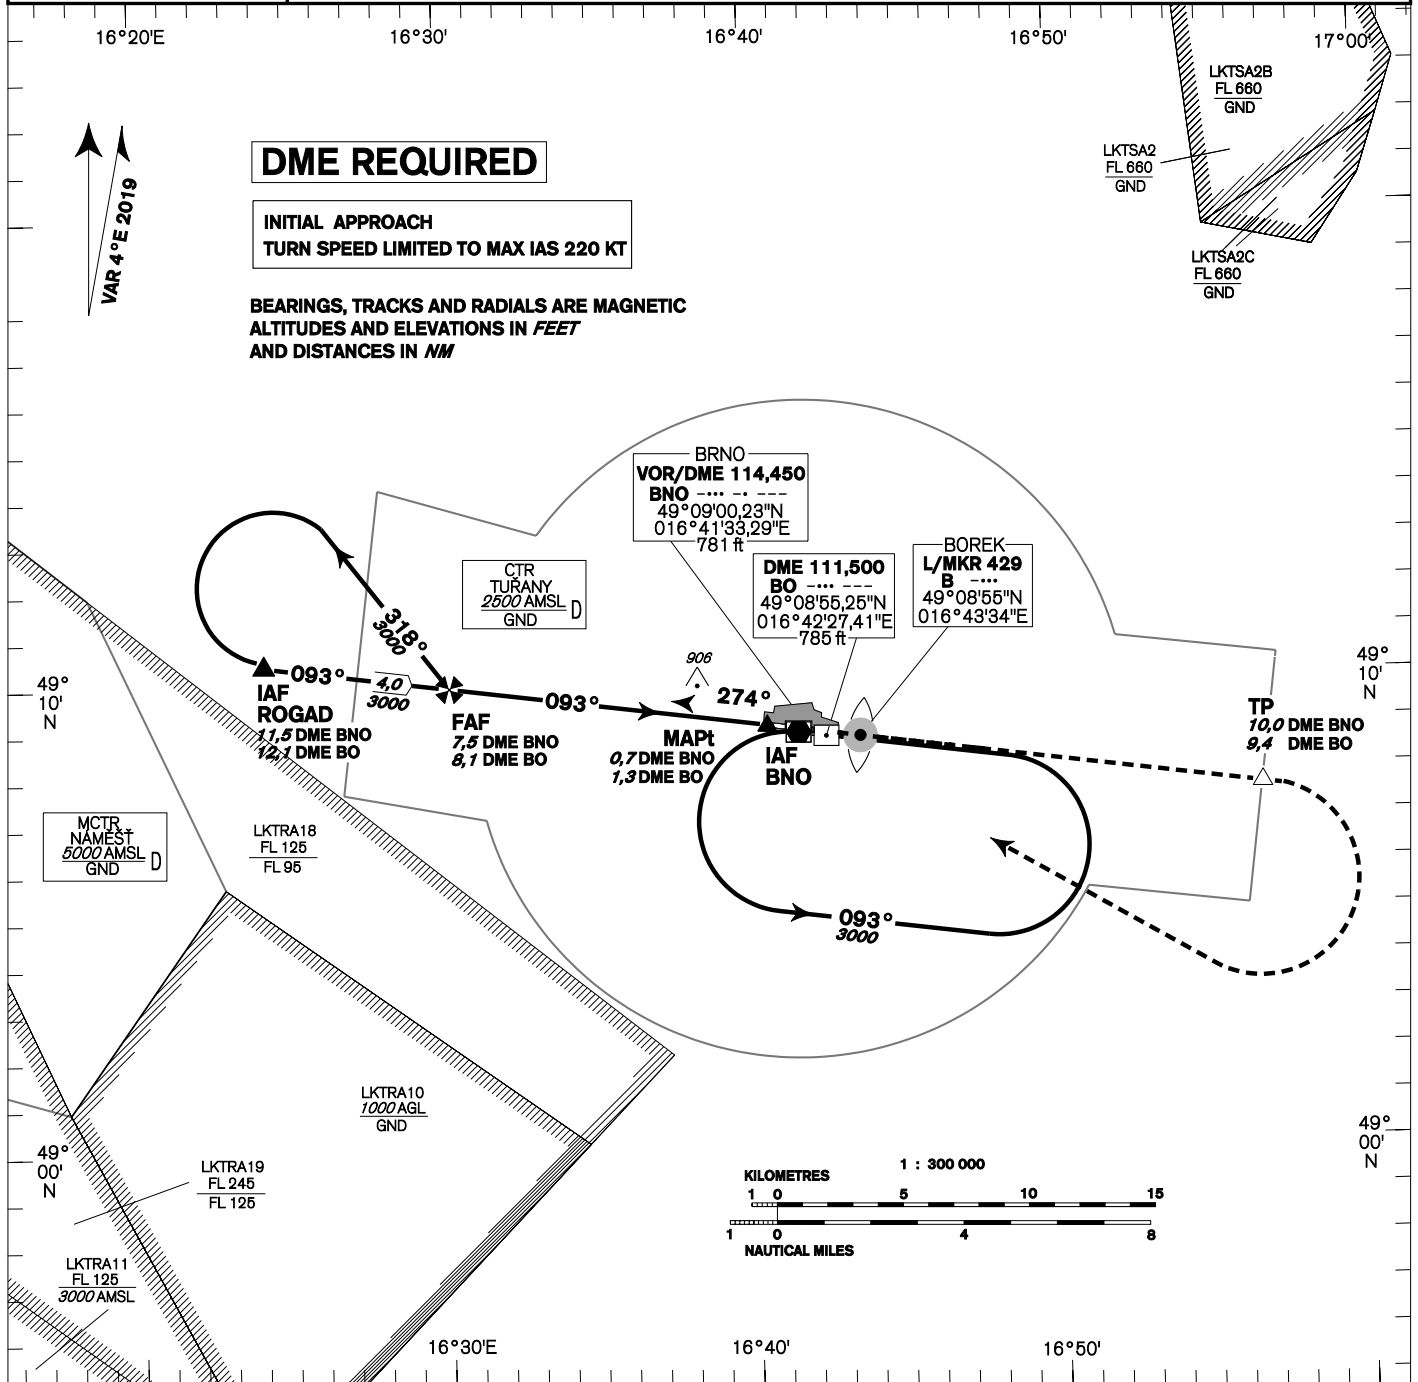 16°20'E
16°30'
16°40'
16°50'
17°00'
LKTSA2B
FL 660
GND
LKTSA2
FL 660
GND
LKTSA2C
FL 660
GND
VAR 4°E 2019
DME REQUIRED
INITIAL APPROACH
TURN SPEED LIMITED TO MAX IAS 220 KT
BEARINGS, TRACKS AND RADIALS ARE MAGNETIC
ALTITUDES AND ELEVATIONS IN FEET
AND DISTANCES IN NM
BRNO
VOR/DME 114,450
BNO -••• -• ---
49°09'00,23"N
016°41'33,29"E
781 ft
DME 111,500
BO -••• ---
49°08'55,25"N
016°42'27,41"E
785 ft
BOREK
L/MKR 429
B -•••
49°08'55"N
016°43'34"E
CTR
TUŘANY
2500 AMSL
GND
D
318°
3000
093°
4,0
3000
093°
906
274°
49°
10'
N
49°
10'
N
IAF
ROGAD
11,5 DME BNO
12,1 DME BO
FAF
7,5 DME BNO
8,1 DME BO
MAPt
0,7 DME BNO
1,3 DME BO
IAF
BNO
TP
10,0 DME BNO
9,4 DME BO
MCTR
NÁMĚŠŤ
5000 AMSL
GND
D
LKTRA18
FL 125
FL 95
093°
3000
LKTRA10
1000 AGL
GND
49°
00'
N
49°
00'
N
LKTRA19
FL 245
FL 125
LKTRA11
FL 125
3000 AMSL
1 : 300 000
KILOMETRES
1 0 5 10 15
1 0 4 8
NAUTICAL MILES
16°30'E
16°40'
16°50'